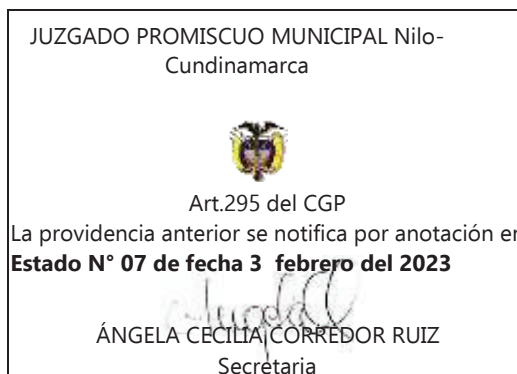 JUZGADO PROMISCUO MUNICIPAL Nilo-
Cundinamarca
Art.295 del CGP
La providencia anterior se notifica por anotación en
Estado N° 07 de fecha 3 febrero del 2023
ÁNGELA CECILIA CORREDOR RUIZ
Secretaria